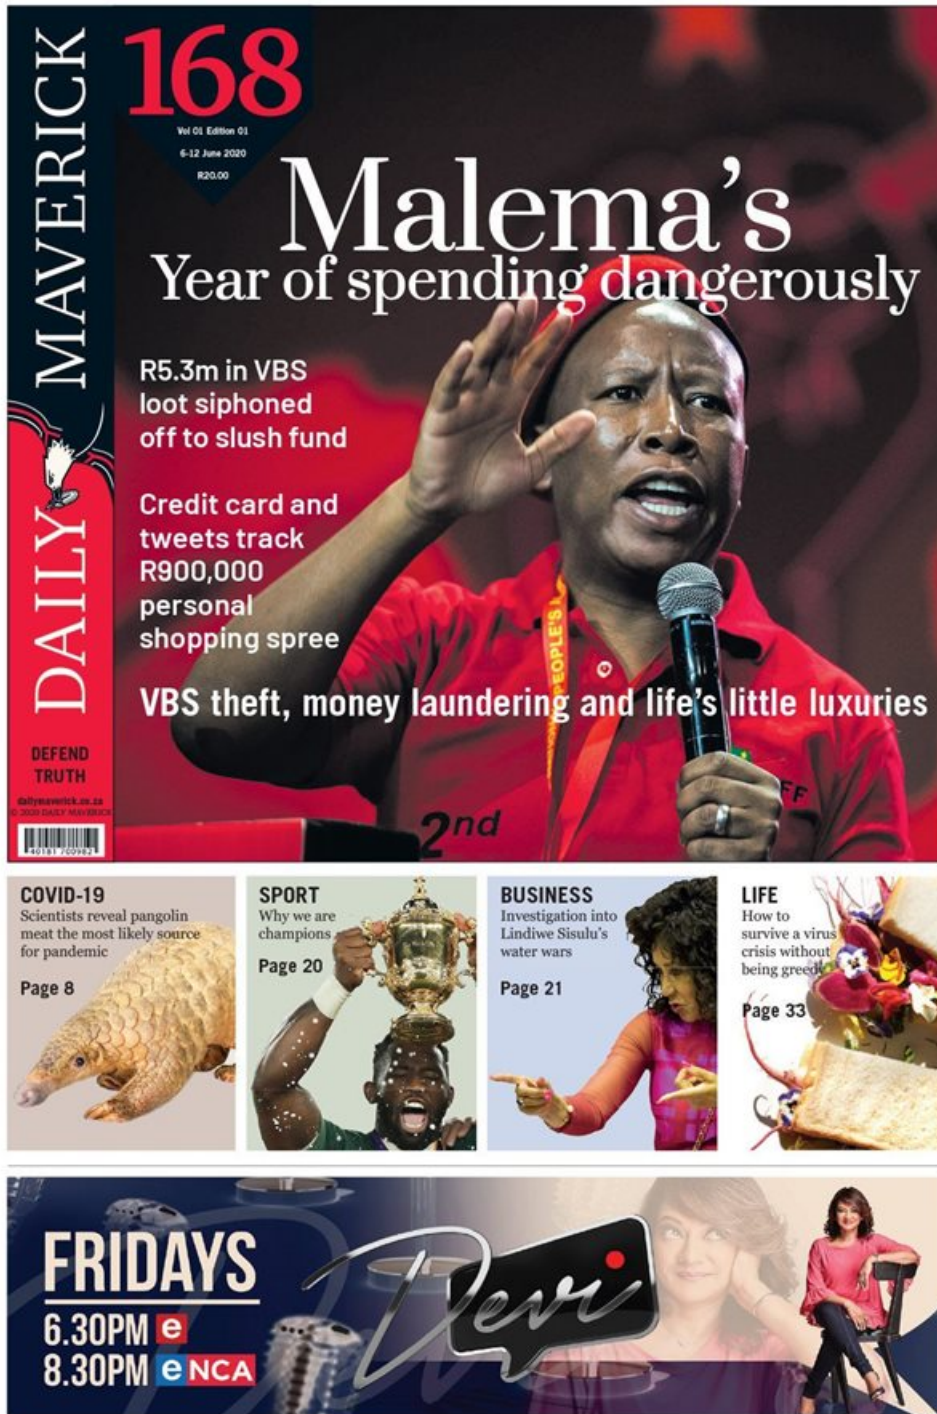 DAILY MAVERICK
DEFEND
TRUTH
dailymaverick.co.za
© 2020 DAILY MAVERICK
168
Vol 01 Edition 01
6-12 June 2020
R20.00
Malema's
Year of spending dangerously
R5.3m in VBS
loot siphoned
off to slush fund
Credit card and
tweets track
R900,000
personal
shopping spree
VBS theft, money laundering and life's little luxuries
PEOPLE'S
2nd
FF
COVID-19
Scientists reveal pangolin
meat the most likely source
for pandemic
Page 8
SPORT
Why we are
champions
Page 20
BUSINESS
Investigation into
Lindiwe Sisulu's
water wars
Page 21
LIFE
How to
survive a virus
crisis without
being greedy
Page 33
FRIDAYS
6.30PM e
8.30PM eNCA
Devi